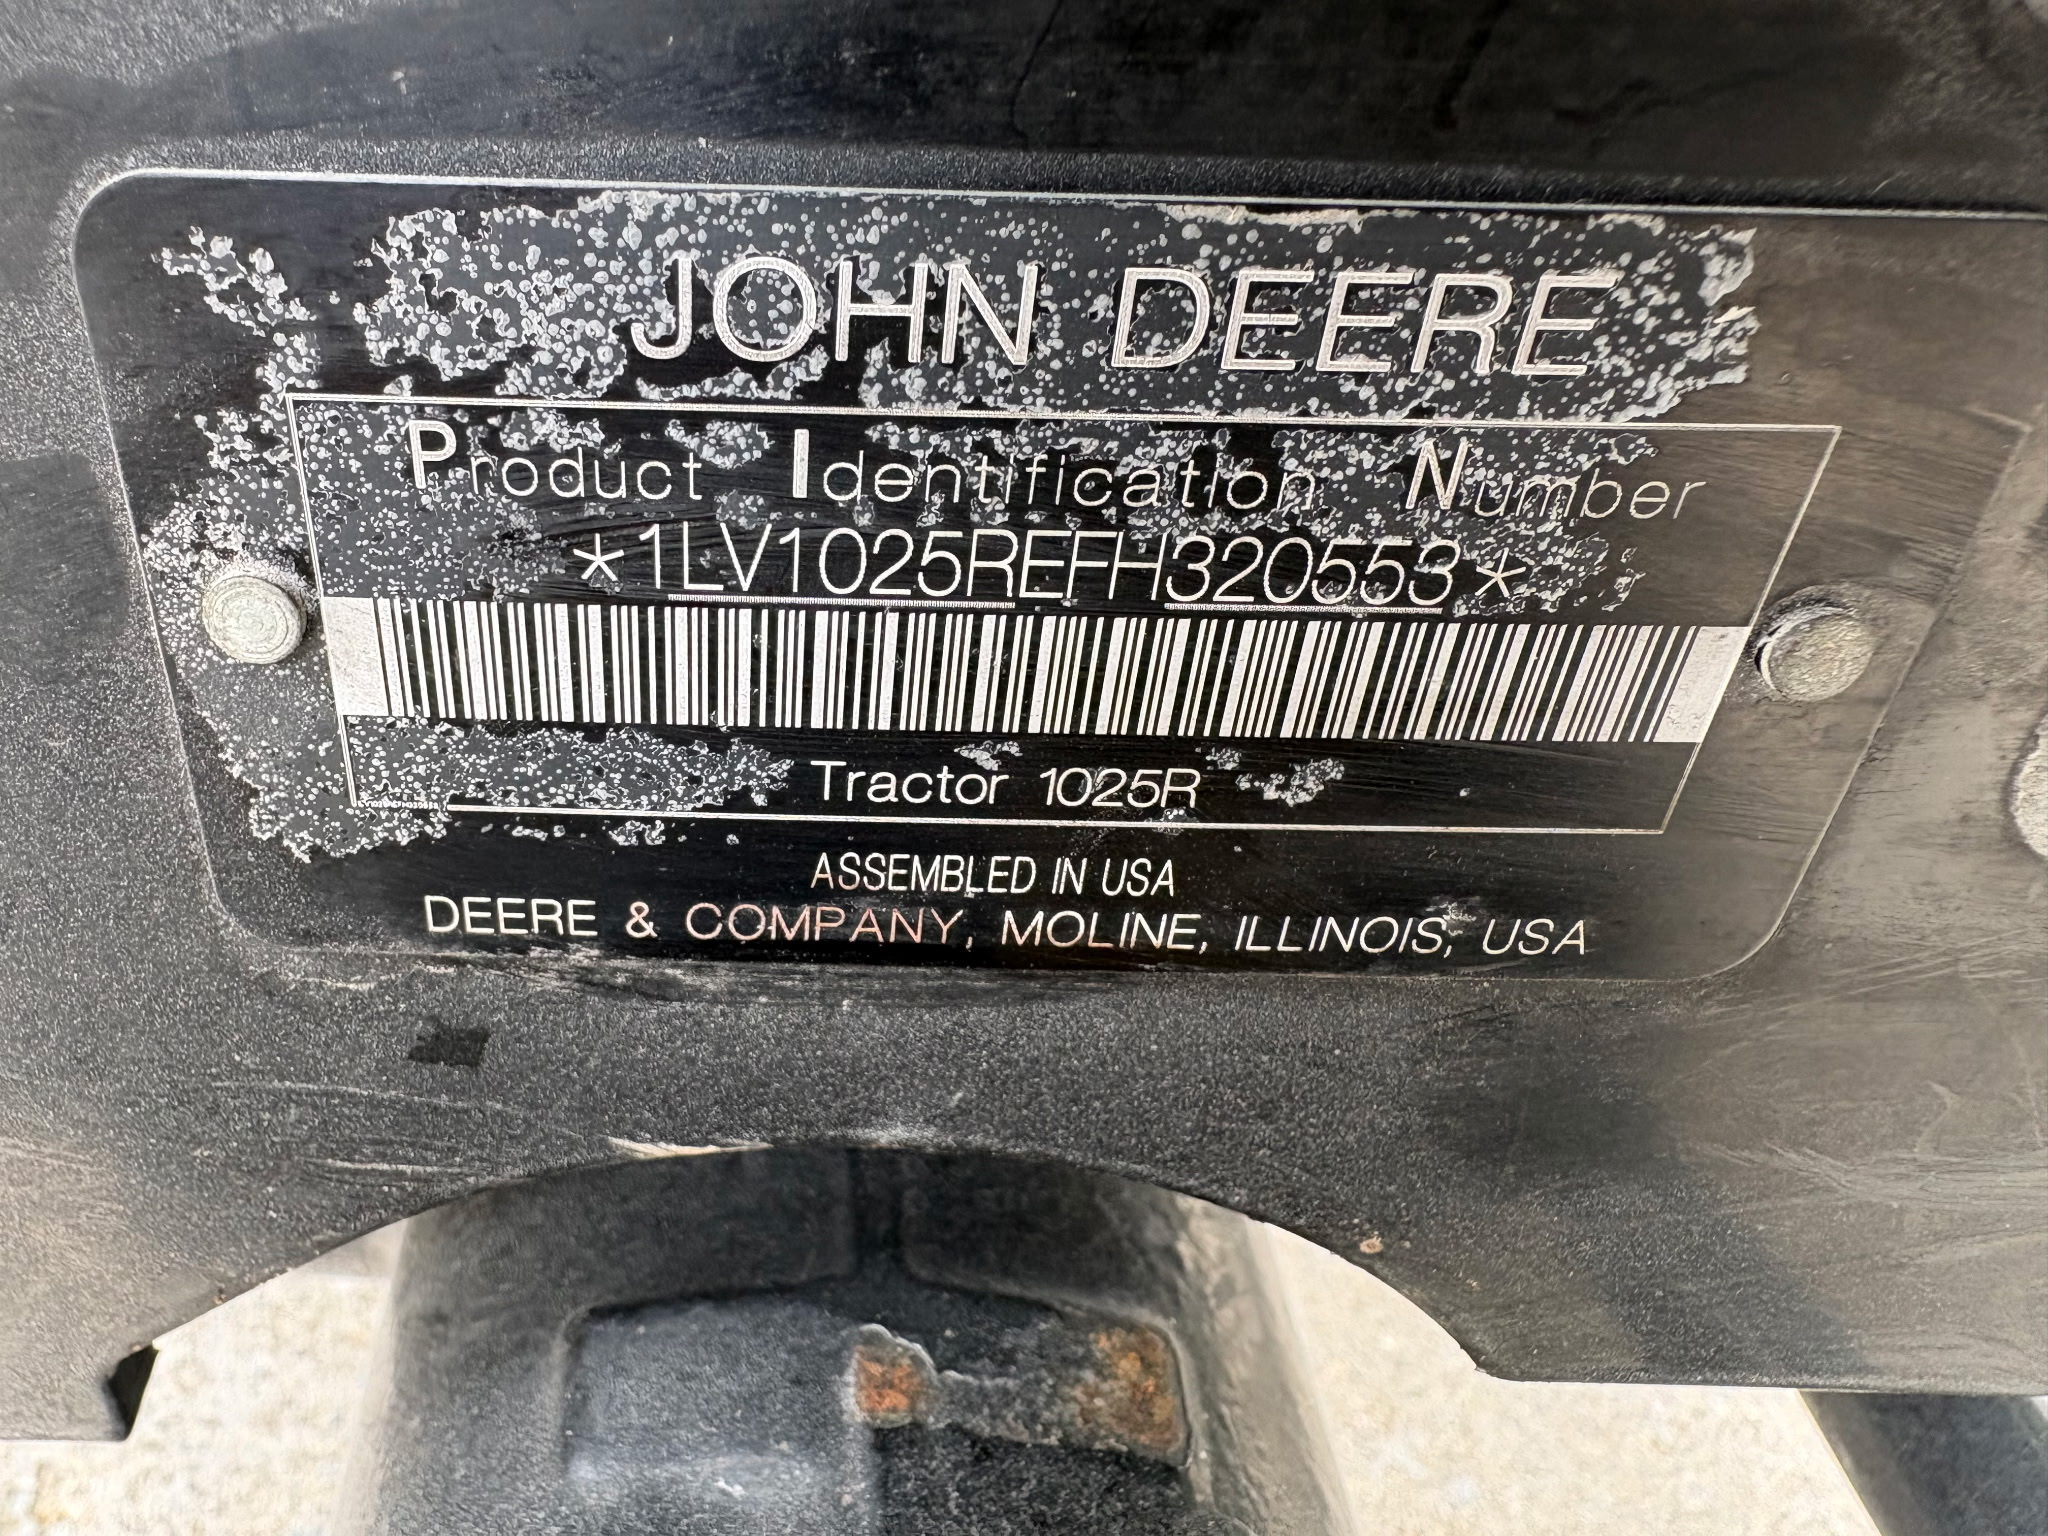 JOHN DEERE
Product Identification Number
*1LV1025REFH320553*
Tractor 1025R
ASSEMBLED IN USA
DEERE & COMPANY, MOLINE, ILLINOIS, USA